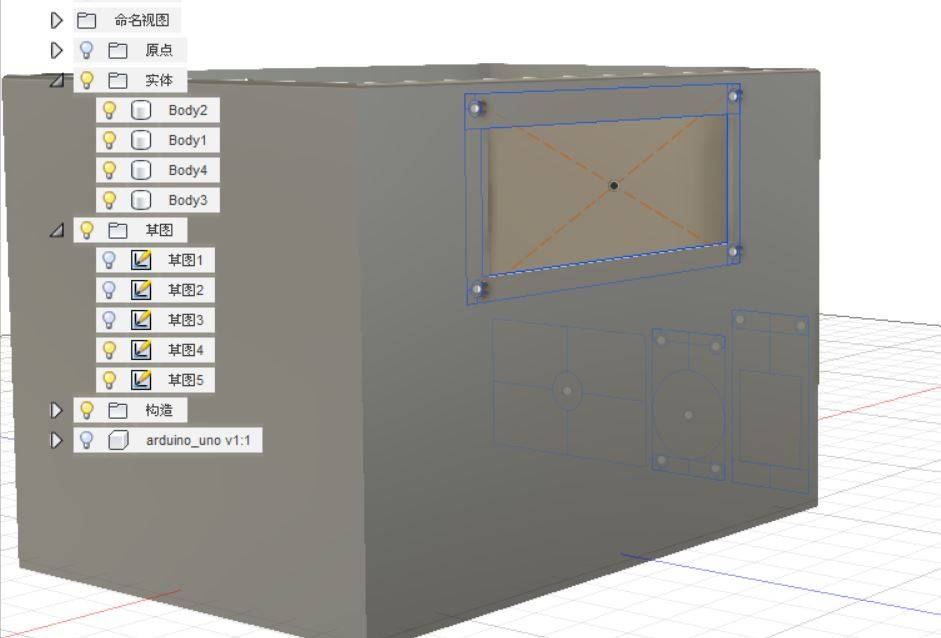 命名视图
原点
实体
Body2
Body1
Body4
Body3
草图
草图1
草图2
草图3
草图4
草图5
构造
arduino_uno v1:1